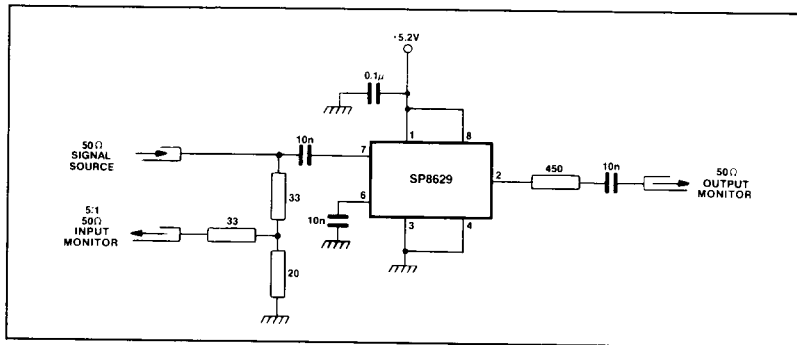 ·5.2V
0.1µ
1
8
50Ω
SIGNAL
SOURCE
10n
7
SP8629
2
450
10n
50Ω
OUTPUT
MONITOR
33
6
10n
5:1
50Ω
INPUT
MONITOR
33
3
4
20